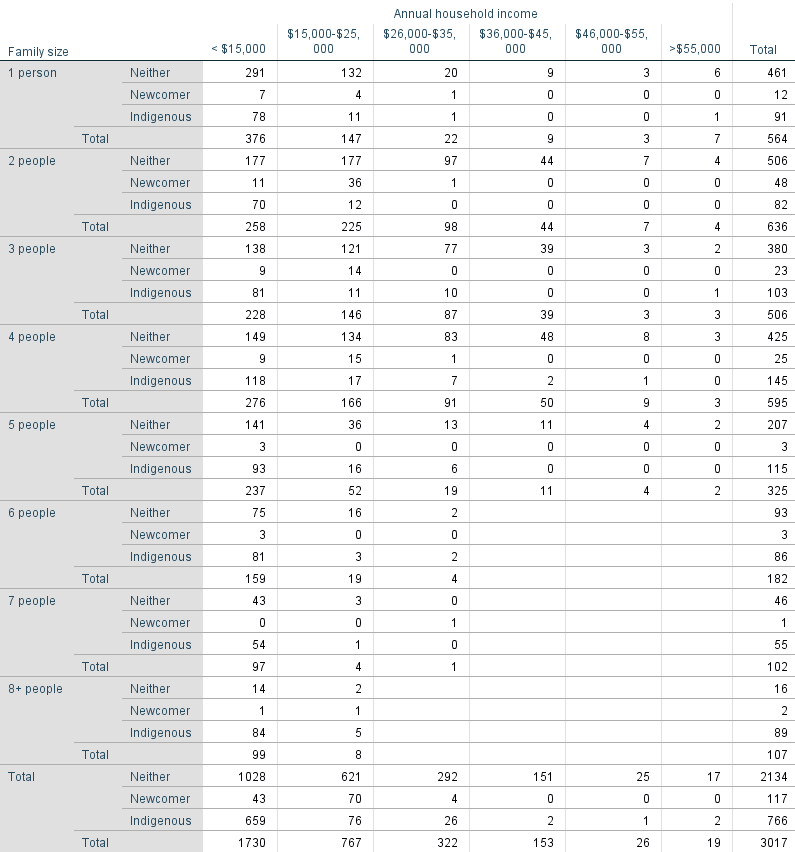 Annual household income
Family size < $15,000 $15,000-$25,000 $26,000-$35,000 $36,000-$45,000 $46,000-$55,000 >$55,000 Total
1 person Neither 291 132 20 9 3 6 461
Newcomer 7 4 1 0 0 0 12
Indigenous 78 11 1 0 0 1 91
Total 376 147 22 9 3 7 564
2 people Neither 177 177 97 44 7 4 506
Newcomer 11 36 1 0 0 0 48
Indigenous 70 12 0 0 0 0 82
Total 258 225 98 44 7 4 636
3 people Neither 138 121 77 39 3 2 380
Newcomer 9 14 0 0 0 0 23
Indigenous 81 11 10 0 0 1 103
Total 228 146 87 39 3 3 506
4 people Neither 149 134 83 48 8 3 425
Newcomer 9 15 1 0 0 0 25
Indigenous 118 17 7 2 1 0 145
Total 276 166 91 50 9 3 595
5 people Neither 141 36 13 11 4 2 207
Newcomer 3 0 0 0 0 0 3
Indigenous 93 16 6 0 0 0 115
Total 237 52 19 11 4 2 325
6 people Neither 75 16 2 93
Newcomer 3 0 0 3
Indigenous 81 3 2 86
Total 159 19 4 182
7 people Neither 43 3 0 46
Newcomer 0 0 1 1
Indigenous 54 1 0 55
Total 97 4 1 102
8+ people Neither 14 2 16
Newcomer 1 1 2
Indigenous 84 5 89
Total 99 8 107
Total Neither 1028 621 292 151 25 17 2134
Newcomer 43 70 4 0 0 0 117
Indigenous 659 76 26 2 1 2 766
Total 1730 767 322 153 26 19 3017